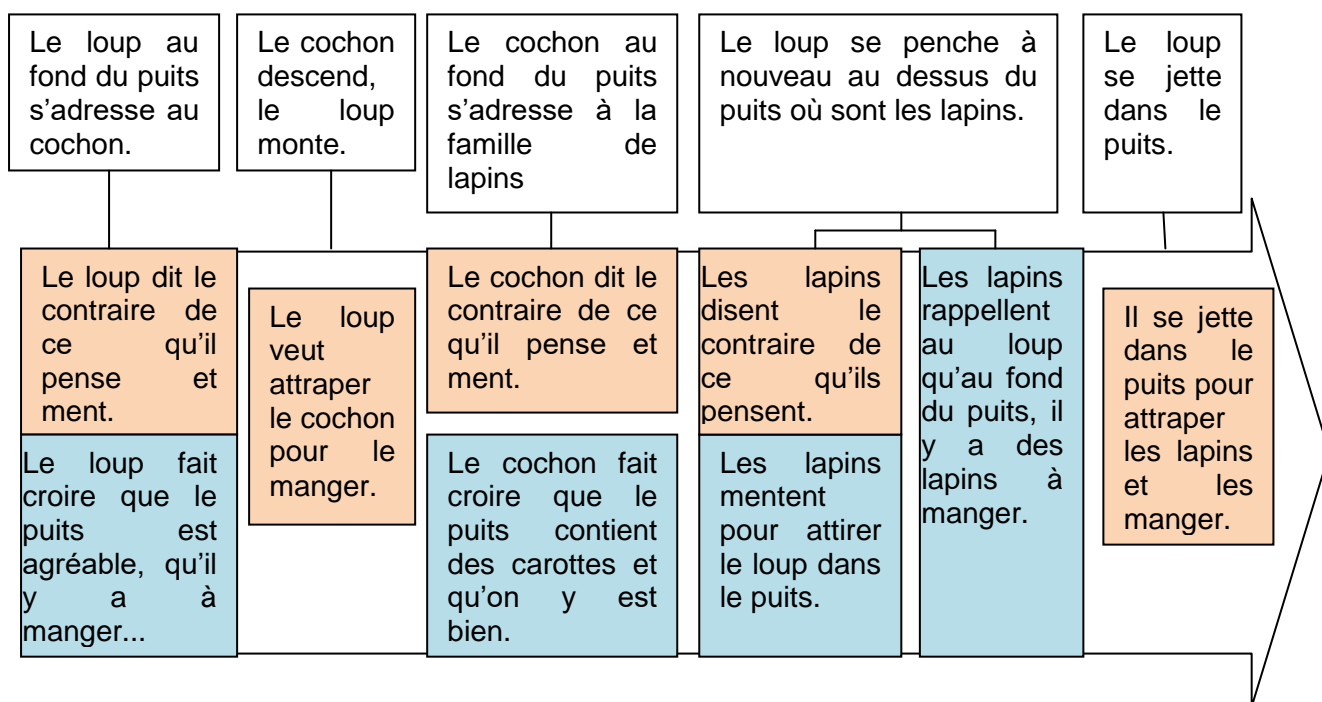 Le loup au
fond du puits
s’adresse au
cochon.
Le cochon
descend,
le loup
monte.
Le cochon au
fond du puits
s’adresse à la
famille de
lapins
Le loup se penche à
nouveau au dessus du
puits où sont les lapins.
Le loup
se jette
dans le
puits.
Le loup dit le
contraire de
ce qu’il
pense et
ment.
Le loup fait
croire que le
puits est
agréable, qu’il
y a à
manger...
Le loup
veut
attraper
le cochon
pour le
manger.
Le cochon dit le
contraire de ce
qu’il pense et
ment.
Le cochon fait
croire que le
puits contient
des carottes et
qu’on y est
bien.
Les lapins
disent le
contraire de
ce qu’ils
pensent.
Les lapins
mentent
pour attirer
le loup dans
le puits.
Les lapins
rappellent
au loup
qu’au fond
du puits, il
y a des
lapins à
manger.
Il se jette
dans le
puits pour
attraper
les lapins
et les
manger.